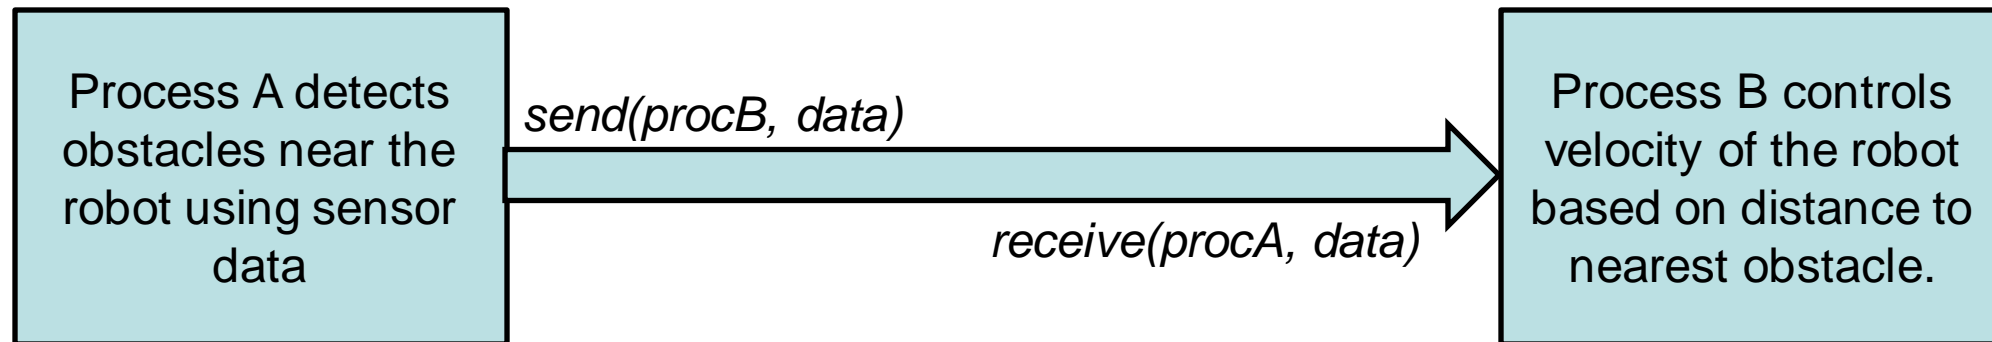 Process A detects
obstacles near the
robot using sensor
data
send(procB, data)
receive(procA, data)
Process B controls
velocity of the robot
based on distance to
nearest obstacle.